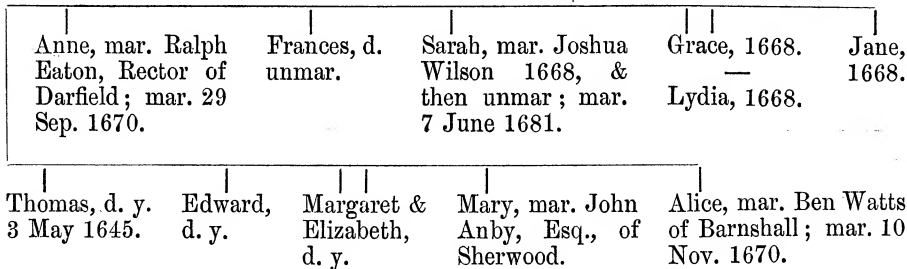 Anne, mar. Ralph
Eaton, Rector of
Darfield; mar. 29
Sep. 1670.
Frances, d.
unmar.
Sarah, mar. Joshua
Wilson 1668, &
then unmar; mar.
7 June 1681.
Grace, 1668.
—
Lydia, 1668.
Jane,
1668.
Thomas, d. y.
3 May 1645.
Edward,
d. y.
Margaret &
Elizabeth,
d. y.
Mary, mar. John
Anby, Esq., of
Sherwood.
Alice, mar. Ben Watts
of Barnshall; mar. 10
Nov. 1670.